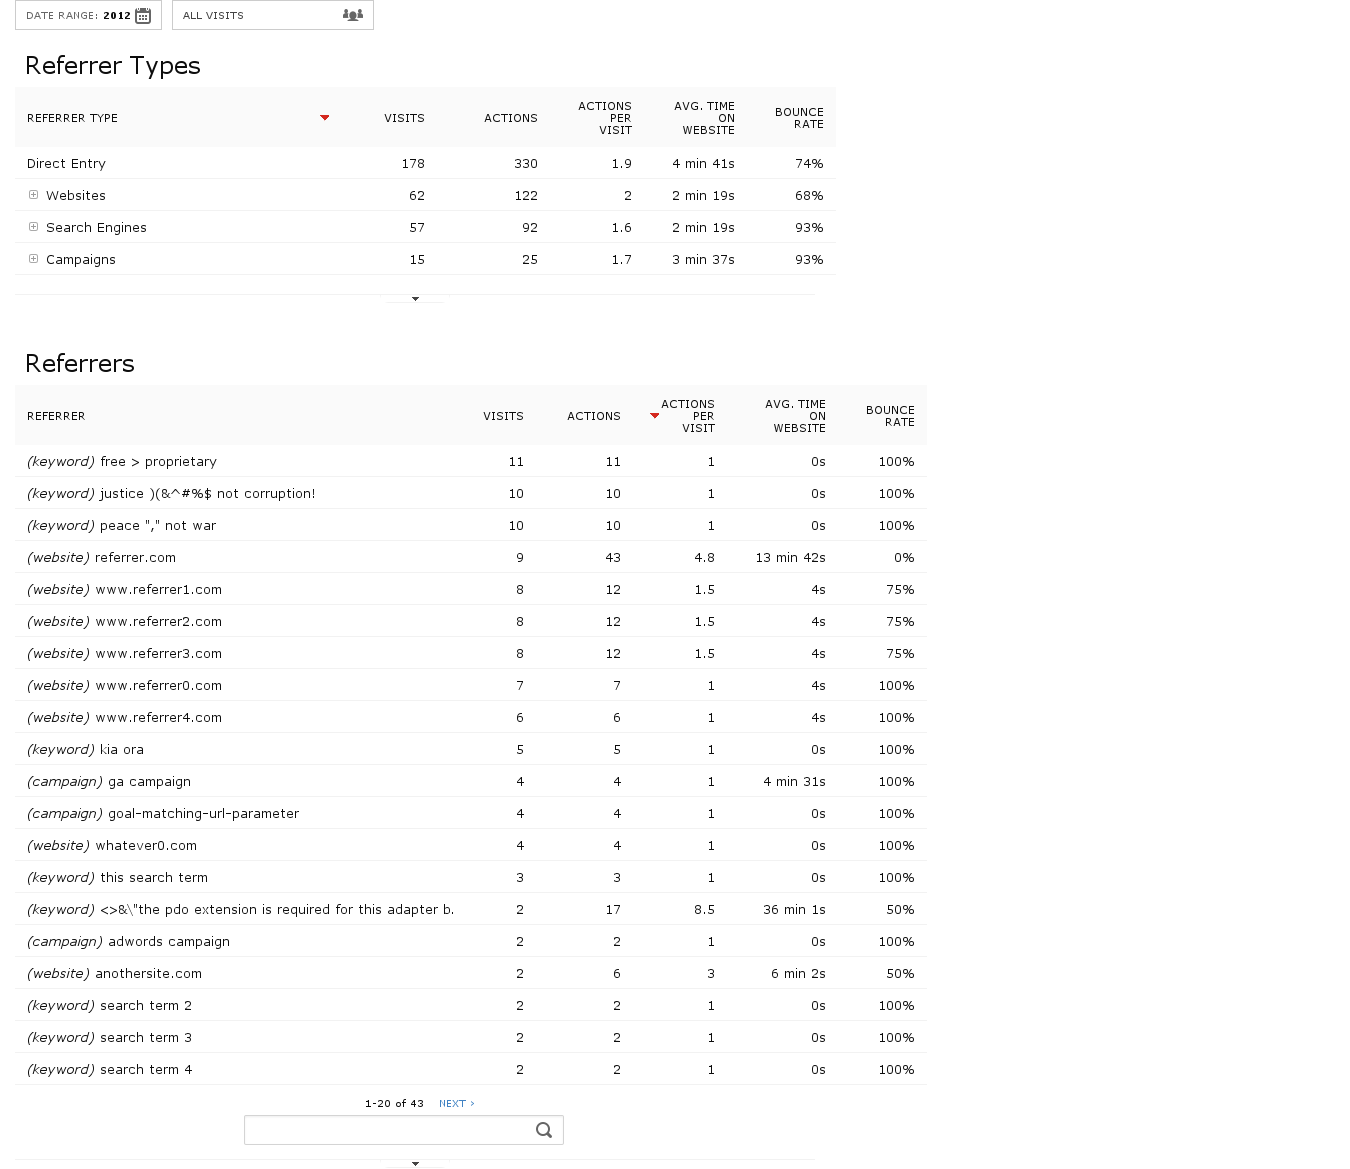 DATE RANGE: 2012 ALL VISITS
Referrer Types
REFERRER TYPE VISITS ACTIONS ACTIONS PER VISIT AVG. TIME ON WEBSITE BOUNCE RATE
Direct Entry 178 330 1.9 4 min 41s 74%
Websites 62 122 2 2 min 19s 68%
Search Engines 57 92 1.6 2 min 19s 93%
Campaigns 15 25 1.7 3 min 37s 93%
Referrers
REFERRER VISITS ACTIONS ACTIONS PER VISIT AVG. TIME ON WEBSITE BOUNCE RATE
(keyword) free > proprietary 11 11 1 0s 100%
(keyword) justice )(&^#%$ not corruption! 10 10 1 0s 100%
(keyword) peace "," not war 10 10 1 0s 100%
(website) referrer.com 9 43 4.8 13 min 42s 0%
(website) www.referrer1.com 8 12 1.5 4s 75%
(website) www.referrer2.com 8 12 1.5 4s 75%
(website) www.referrer3.com 8 12 1.5 4s 75%
(website) www.referrer0.com 7 7 1 4s 100%
(website) www.referrer4.com 6 6 1 4s 100%
(keyword) kia ora 5 5 1 0s 100%
(campaign) ga campaign 4 4 1 4 min 31s 100%
(campaign) goal-matching-url-parameter 4 4 1 0s 100%
(website) whatever0.com 4 4 1 0s 100%
(keyword) this search term 3 3 1 0s 100%
(keyword) <>&\"the pdo extension is required for this adapter b. 2 17 8.5 36 min 1s 50%
(campaign) adwords campaign 2 2 1 0s 100%
(website) anothersite.com 2 6 3 6 min 2s 50%
(keyword) search term 2 2 2 1 0s 100%
(keyword) search term 3 2 2 1 0s 100%
(keyword) search term 4 2 2 1 0s 100%
1-20 of 43 NEXT ›